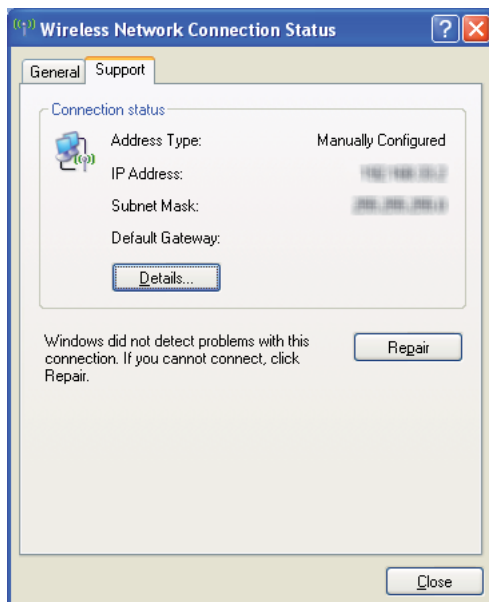 Wireless Network Connection Status
General
Support
Connection status
Address Type:
Manually Configured
IP Address:
Subnet Mask:
Default Gateway:
Details...
Windows did not detect problems with this
connection. If you cannot connect, click
Repair.
Repair
Close